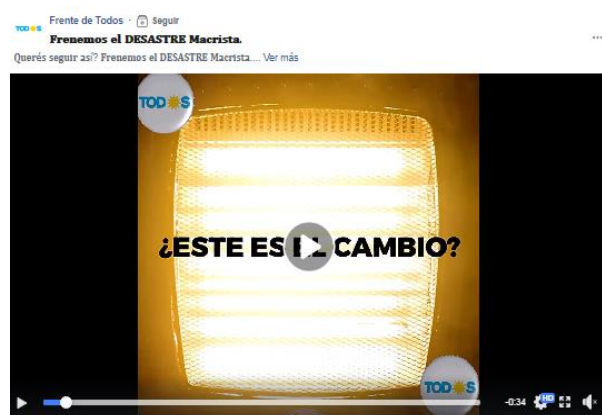 Frente de Todos · Seguir
TODOS
Frenemos el DESASTRE Macrista.
Querés seguir así? Frenemos el DESASTRE Macrista.... Ver más
TODOS
¿ESTE ES EL CAMBIO?
TODOS
-0:34 HD